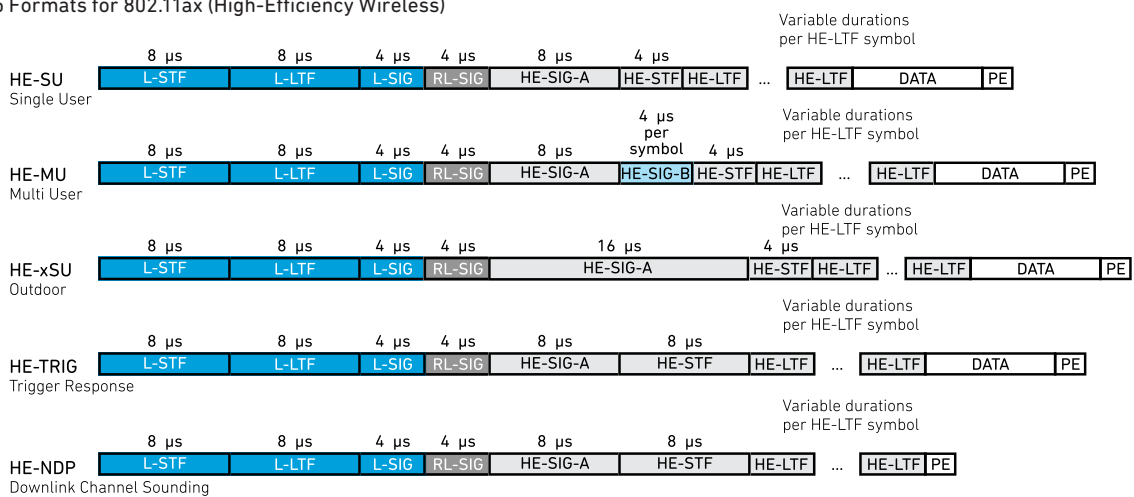 Formats for 802.11ax (High-Efficiency Wireless)
Variable durations
per HE-LTF symbol
8 µs 8 µs 4 µs 4 µs 8 µs 4 µs
HE-SU L-STF L-LTF L-SIG RL-SIG HE-SIG-A HE-STF HE-LTF ... HE-LTF DATA PE
Single User
Variable durations
per HE-LTF symbol
4 µs
per
symbol
8 µs 8 µs 4 µs 4 µs 8 µs 4 µs
HE-MU L-STF L-LTF L-SIG RL-SIG HE-SIG-A HE-SIG-B HE-STF HE-LTF ... HE-LTF DATA PE
Multi User
Variable durations
per HE-LTF symbol
8 µs 8 µs 4 µs 4 µs 16 µs 4 µs
HE-xSU L-STF L-LTF L-SIG RL-SIG HE-SIG-A HE-STF HE-LTF ... HE-LTF DATA PE
Outdoor
Variable durations
per HE-LTF symbol
8 µs 8 µs 4 µs 4 µs 8 µs 8 µs
HE-TRIG L-STF L-LTF L-SIG RL-SIG HE-SIG-A HE-STF HE-LTF ... HE-LTF DATA PE
Trigger Response
Variable durations
per HE-LTF symbol
8 µs 8 µs 4 µs 4 µs 8 µs 8 µs
HE-NDP L-STF L-LTF L-SIG RL-SIG HE-SIG-A HE-STF HE-LTF ... HE-LTF PE
Downlink Channel Sounding